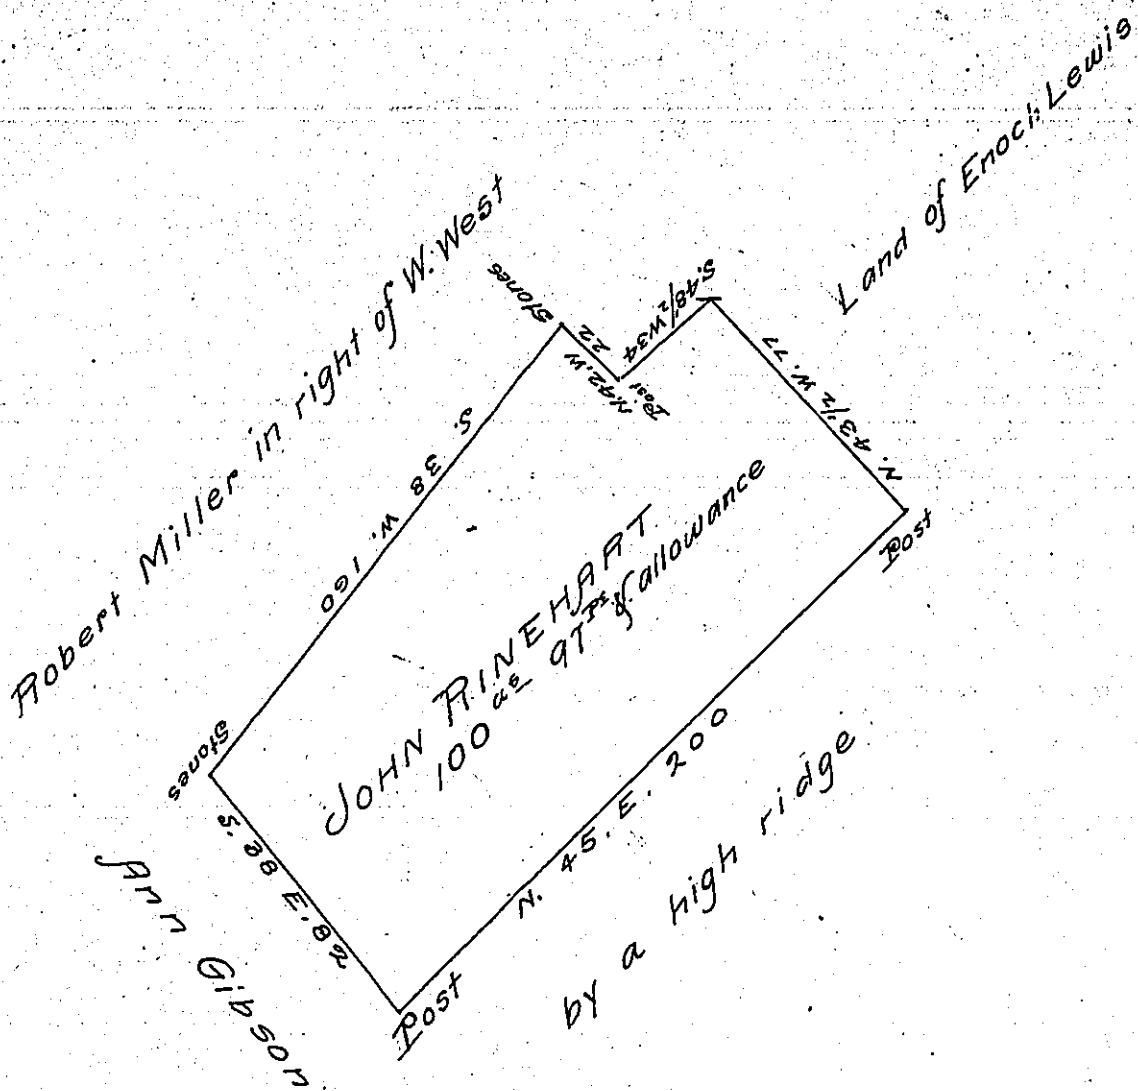 Land of Enoch Lewis
Robert Miller in right of W. West
Stones
22
N. 42. W
Post
S. 48 1/2 W 34
N. 43 1/2 W. 77
S. 38 W. 160
Post
JOHN RINEHART
100 as 97 Ps & allowance
Stones
N. 45. E. 200
S. 38 E. 82
by a high ridge
Ann Gibson
Post